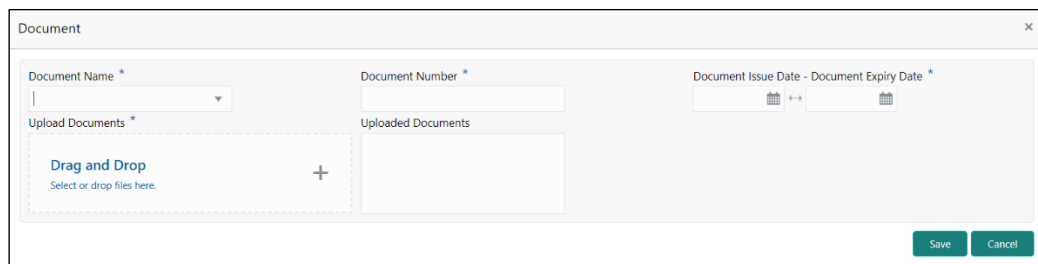 Document ×
Document Name * Document Number * Document Issue Date - Document Expiry Date *
Upload Documents * Uploaded Documents
Drag and Drop
Select or drop files here.
Save Cancel